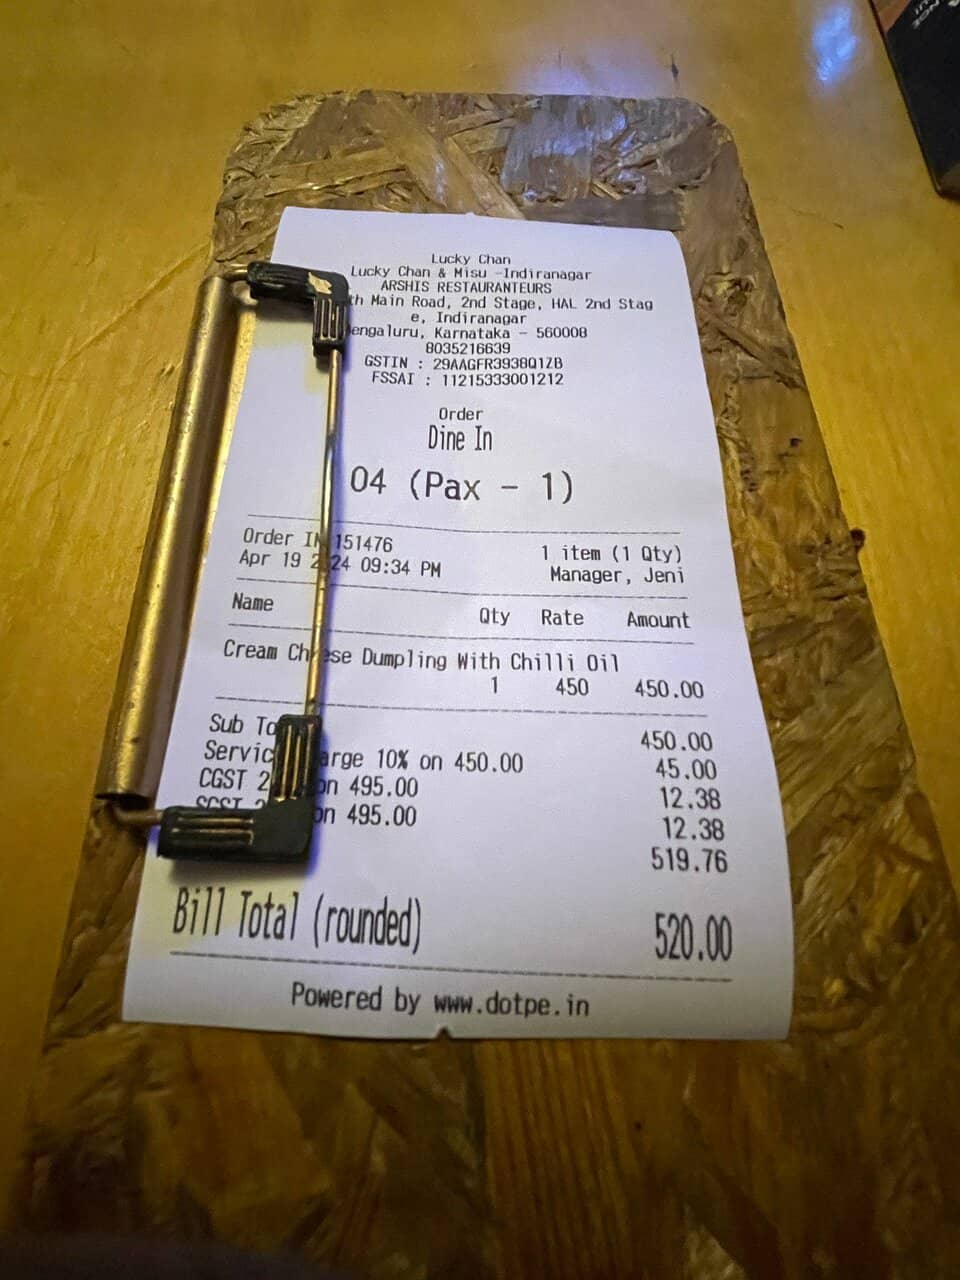 Lucky Chan
Lucky Chan & Misu -Indiranagar
ARSHIS RESTAURANTEURS
th Main Road, 2nd Stage, HAL 2nd Stag
e, Indiranagar
engaluru, Karnataka - 560008
8035216639
GSTIN : 29AAGFR3938Q1ZB
FSSAI : 11215333001212
Order
Dine In
04 (Pax - 1)
Order 151476 1 item (1 Qty)
Apr 19 2 24 09:34 PM Manager, Jeni
Name Qty Rate Amount
Cream Ch ese Dumpling With Chilli Oil
1 450 450.00
Sub To 450.00
Servic arge 10% on 450.00 45.00
CGST 2 on 495.00 12.38
SGST 2 on 495.00 12.38
519.76
Bill Total (rounded) 520.00
Powered by www.dotpe.in